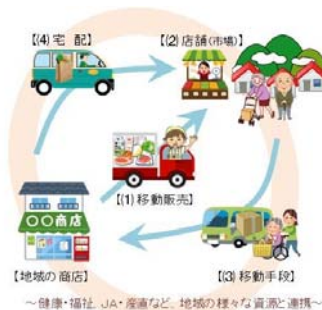 【(4) 宅 配】
【(2) 店舗(市場)】
【(1) 移動販売】
〇〇商店
【地域の商店】
【(3) 移動手段】
～健康・福祉、JA・産直など、地域の様々な資源と連携～